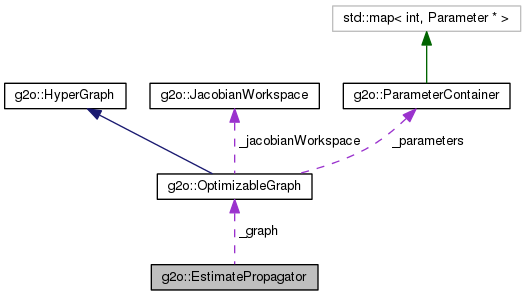 std::map< int, Parameter * >
g2o::HyperGraph
g2o::JacobianWorkspace
g2o::ParameterContainer
_jacobianWorkspace
_parameters
g2o::OptimizableGraph
_graph
g2o::EstimatePropagator